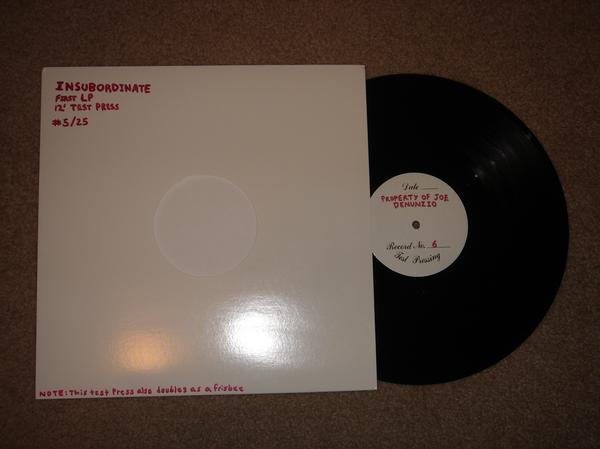 INSUBORDINATE
FIRST LP
12" TEST PRESS
#5/25
NOTE: This test press also doubles as a frisbee
Date
PROPERTY OF JOE
DENUNZIO
Record No. 6
Test Pressing